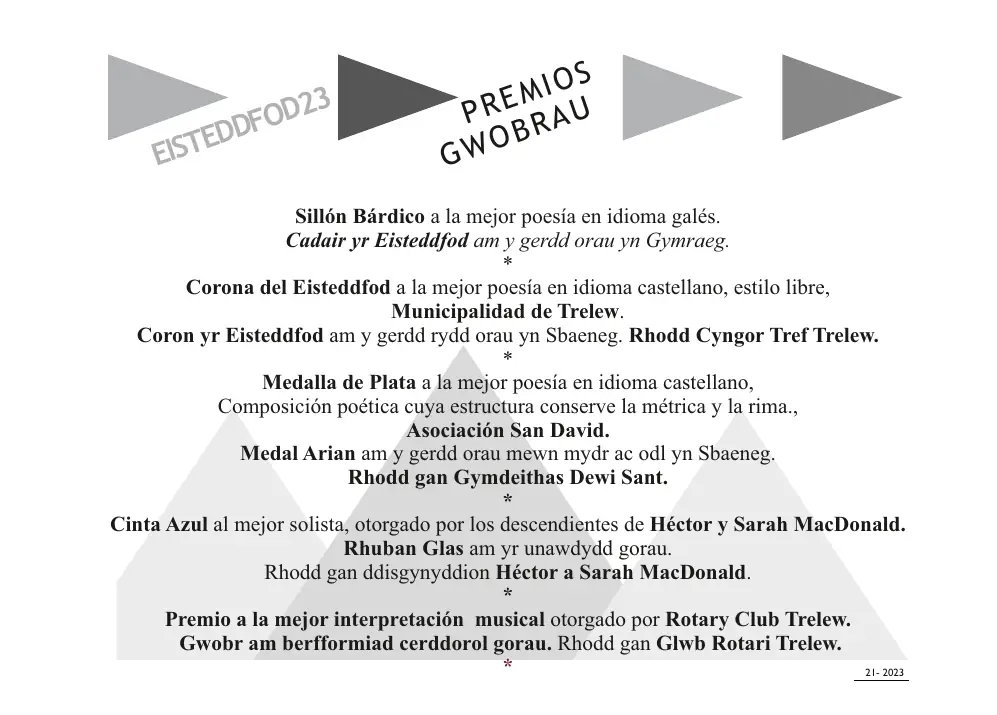 EISTEDDFOD23
PREMIOS
GWOBRAU
Sillón Bárdico a la mejor poesía en idioma galés.
Cadair yr Eisteddfod am y gerdd orau yn Gymraeg.
*
Corona del Eisteddfod a la mejor poesía en idioma castellano, estilo libre,
Municipalidad de Trelew.
Coron yr Eisteddfod am y gerdd rydd orau yn Sbaeneg. Rhodd Cyngor Tref Trelew.
*
Medalla de Plata a la mejor poesía en idioma castellano,
Composición poética cuya estructura conserve la métrica y la rima.,
Asociación San David.
Medal Arian am y gerdd orau mewn mydr ac odl yn Sbaeneg.
Rhodd gan Gymdeithas Dewi Sant.
*
Cinta Azul al mejor solista, otorgado por los descendientes de Héctor y Sarah MacDonald.
Rhuban Glas am yr unawdydd gorau.
Rhodd gan ddisgynyddion Héctor a Sarah MacDonald.
*
Premio a la mejor interpretación  musical otorgado por Rotary Club Trelew.
Gwobr am berfformiad cerddorol gorau. Rhodd gan Glwb Rotari Trelew.
*
21- 2023